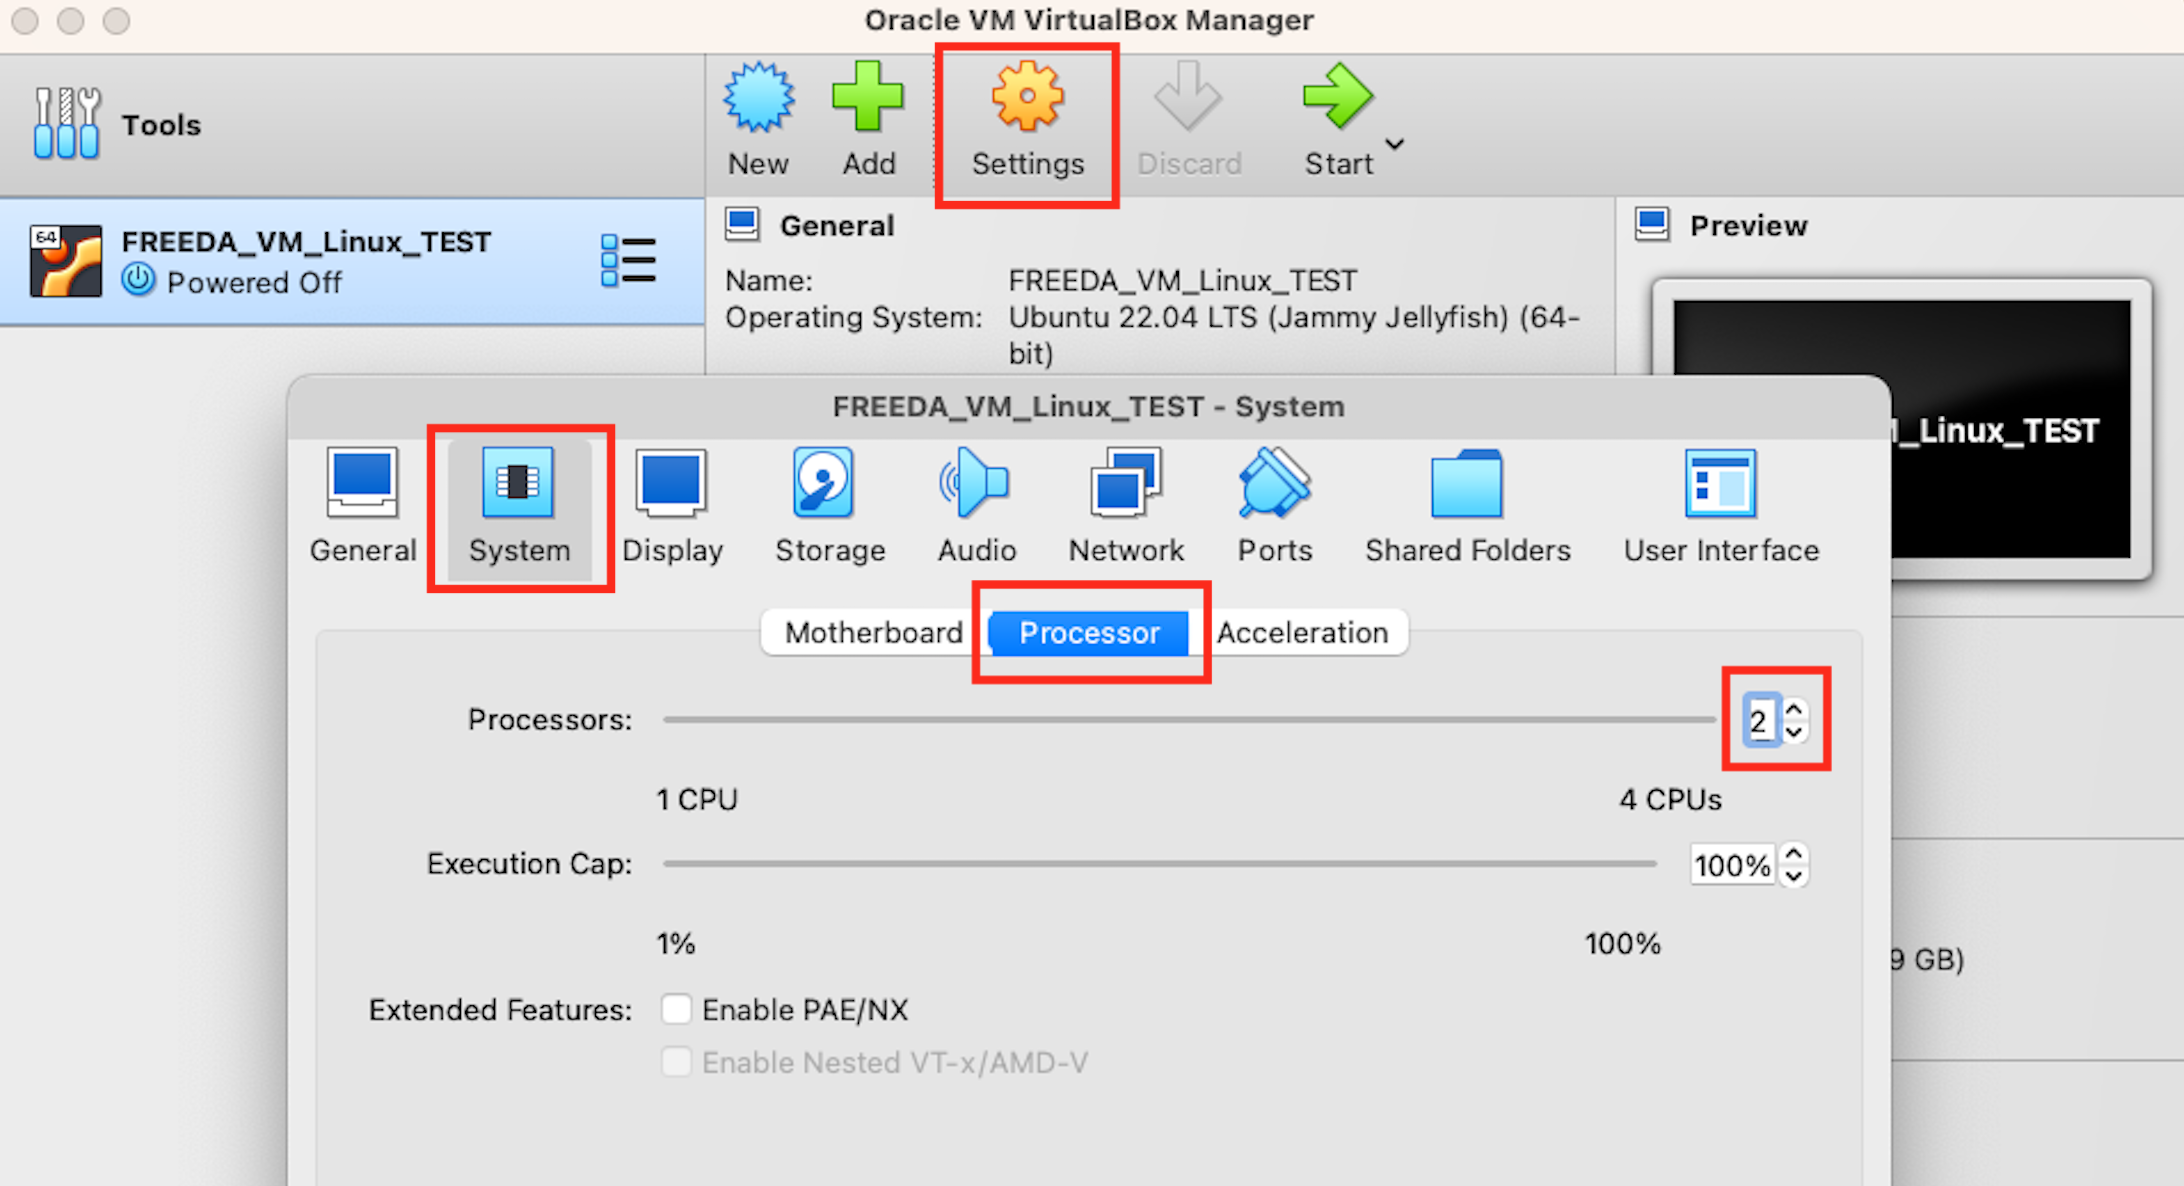 Oracle VM VirtualBox Manager
Tools
New
Add
Settings
Discard
Start
64
FREEDA_VM_Linux_TEST
Powered Off
General
Name:
FREEDA_VM_Linux_TEST
Operating System:
Ubuntu 22.04 LTS (Jammy Jellyfish) (64-
bit)
Preview
_Linux_TEST
FREEDA_VM_Linux_TEST - System
General
System
Display
Storage
Audio
Network
Ports
Shared Folders
User Interface
Motherboard
Processor
Acceleration
Processors:
2
1 CPU
4 CPUs
Execution Cap:
100%
1%
100%
9 GB)
Extended Features:
Enable PAE/NX
Enable Nested VT-x/AMD-V